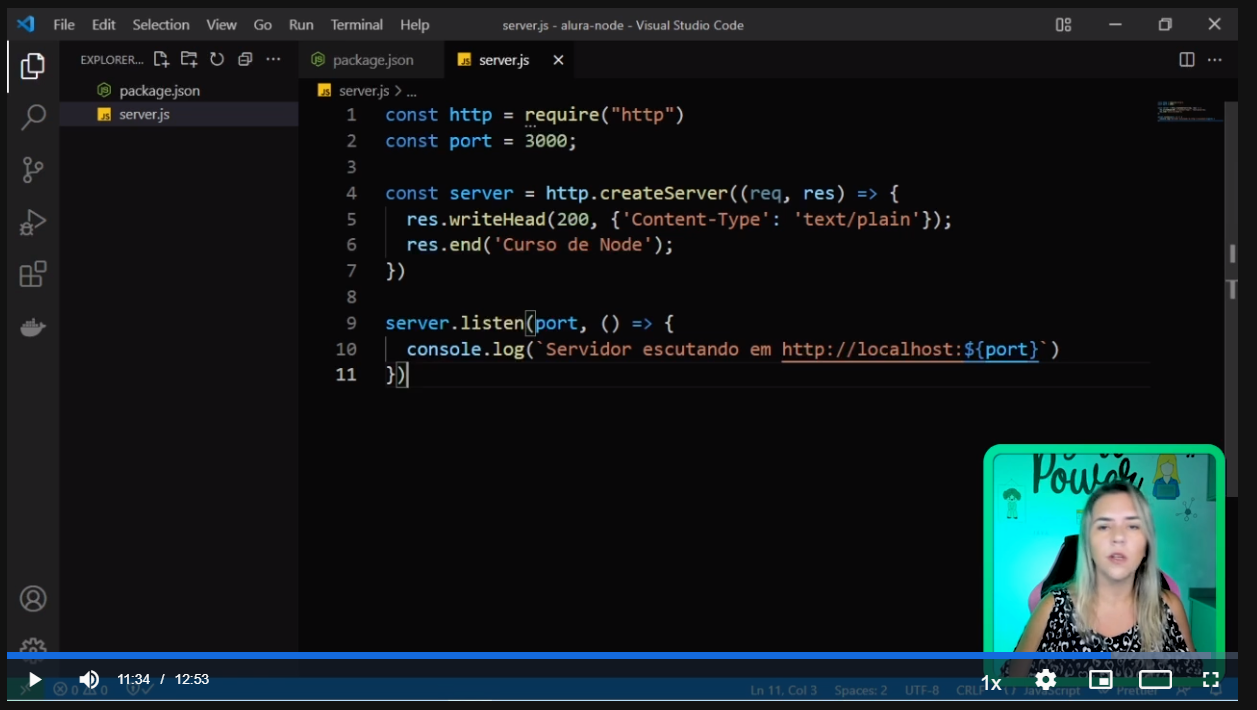 File Edit Selection View Go Run Terminal Help server.js - alura-node - Visual Studio Code
EXPLORER... package.json server.js
package.json
server.js
server.js > ...
1 const http = require("http")
2 const port = 3000;
3
4 const server = http.createServer((req, res) => {
5 res.writeHead(200, {'Content-Type': 'text/plain'});
6 res.end('Curso de Node');
7 })
8
9 server.listen(port, () => {
10 console.log(`Servidor escutando em http://localhost:${port}`)
11 })
Power
11:34 / 12:53
1x
0 0
Ln 11, Col 3 Spaces: 2 UTF-8 CRLF JavaScript Prettier